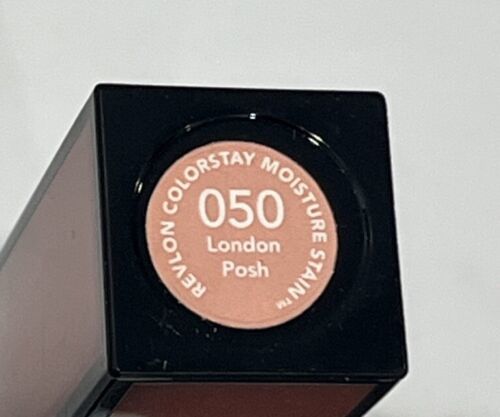 REVLON COLORSTAY MOISTURE STAIN™
050
London
Posh